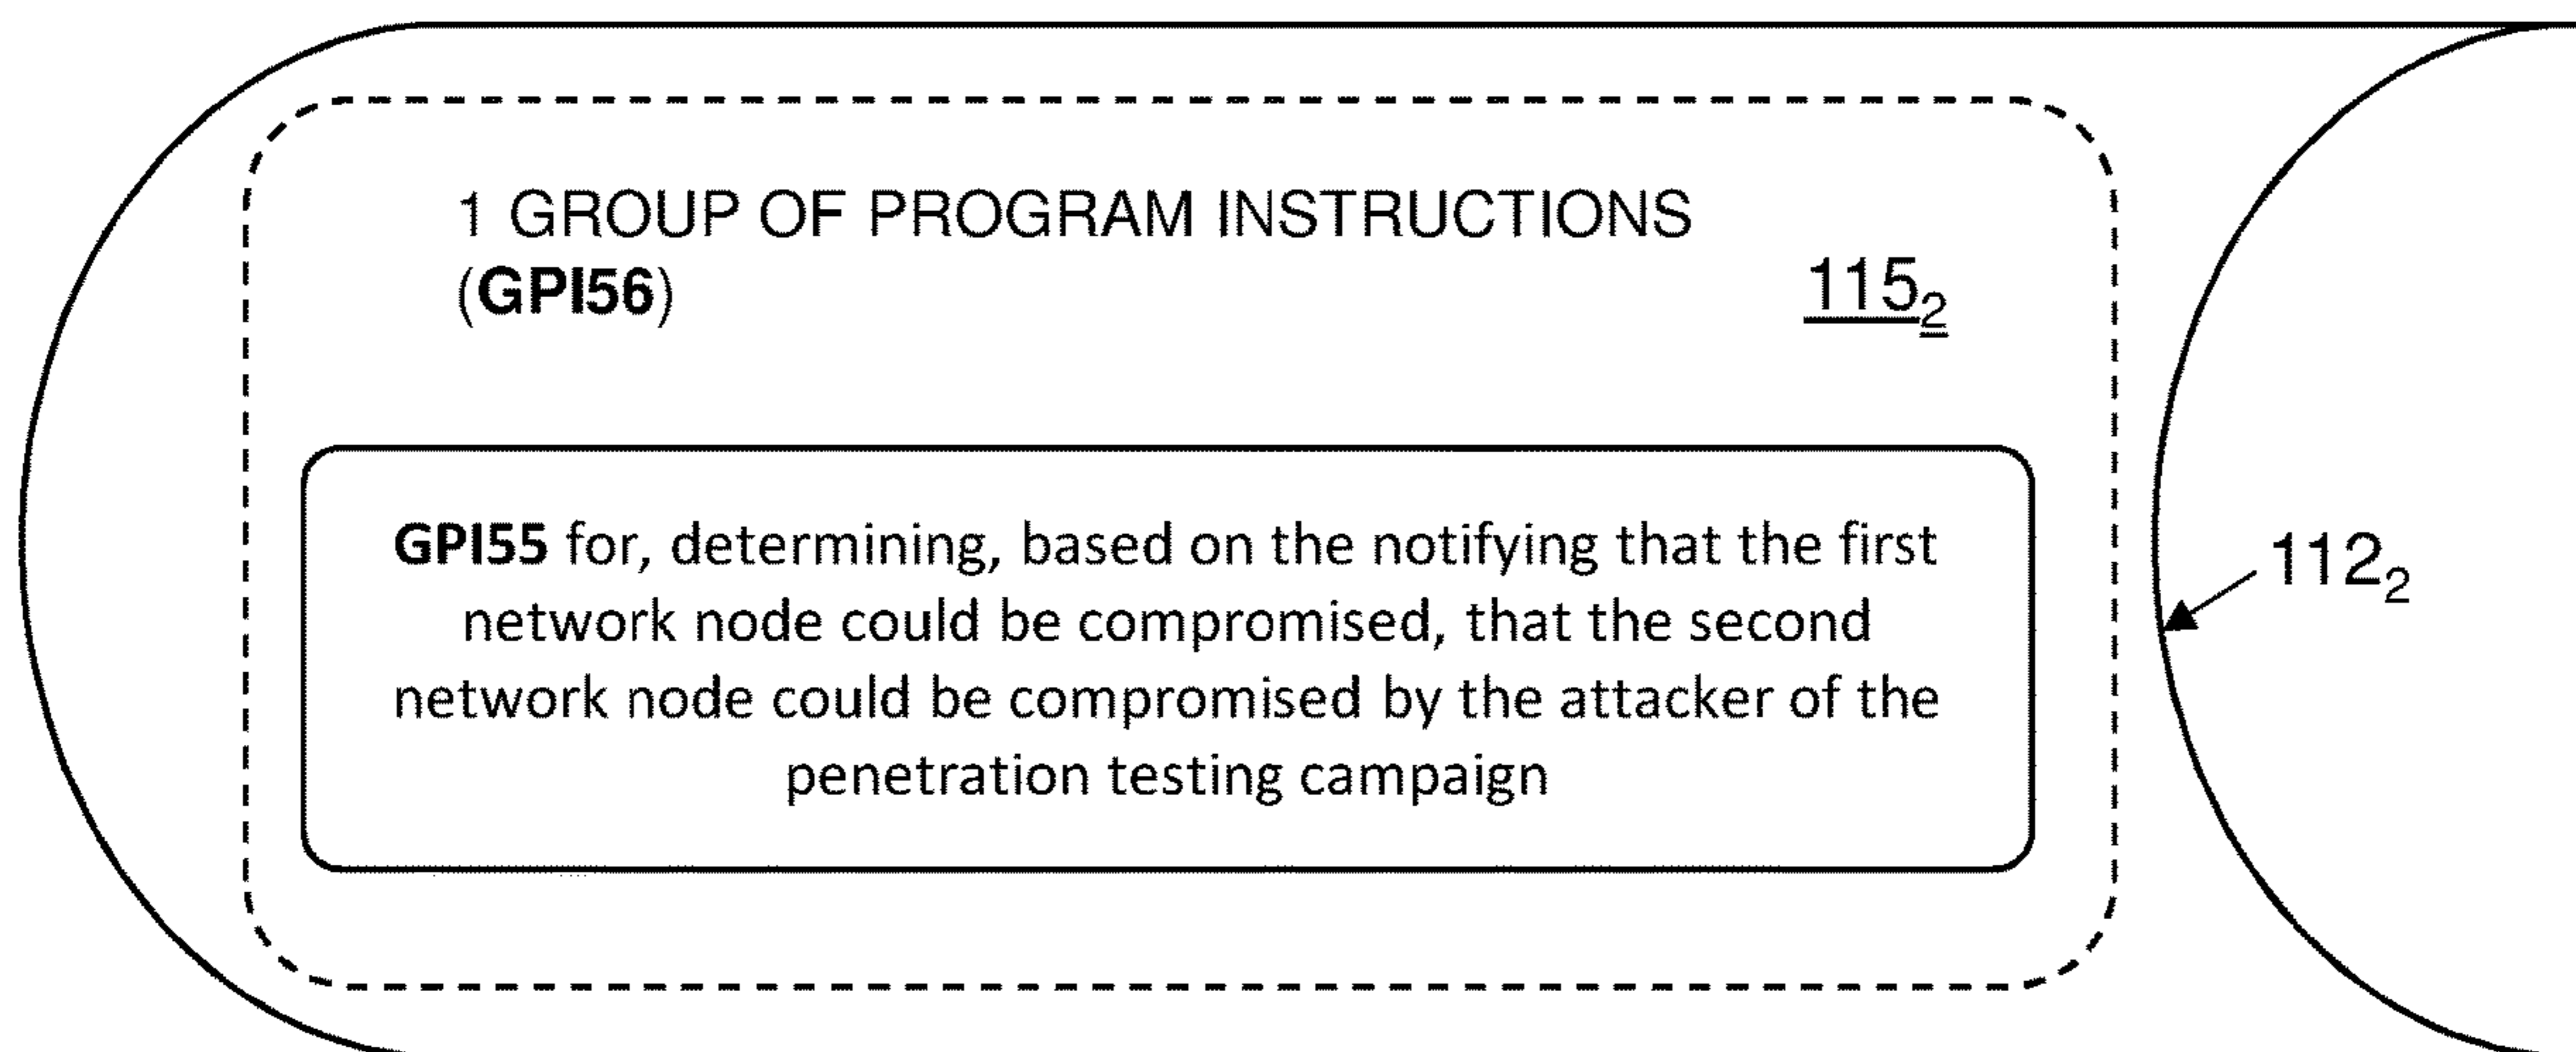 1 GROUP OF PROGRAM INSTRUCTIONS
(GPI56)
115₂
GPI55 for, determining, based on the notifying that the first
network node could be compromised, that the second
network node could be compromised by the attacker of the
penetration testing campaign
112₂